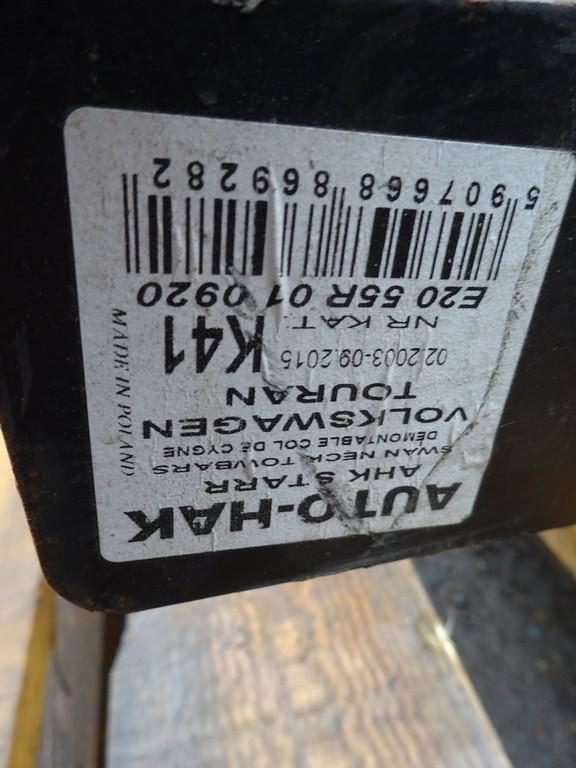 AUTO-HAK
AHK STARR
SWAN NECK TOWBARS
DEMONTABLE COL DE CYGNE
VOLKSWAGEN
TOURAN
02.2003-09.2015
NR KAT. K41
E20 55R 01 0920
5 907668 869282
MADE IN POLAND